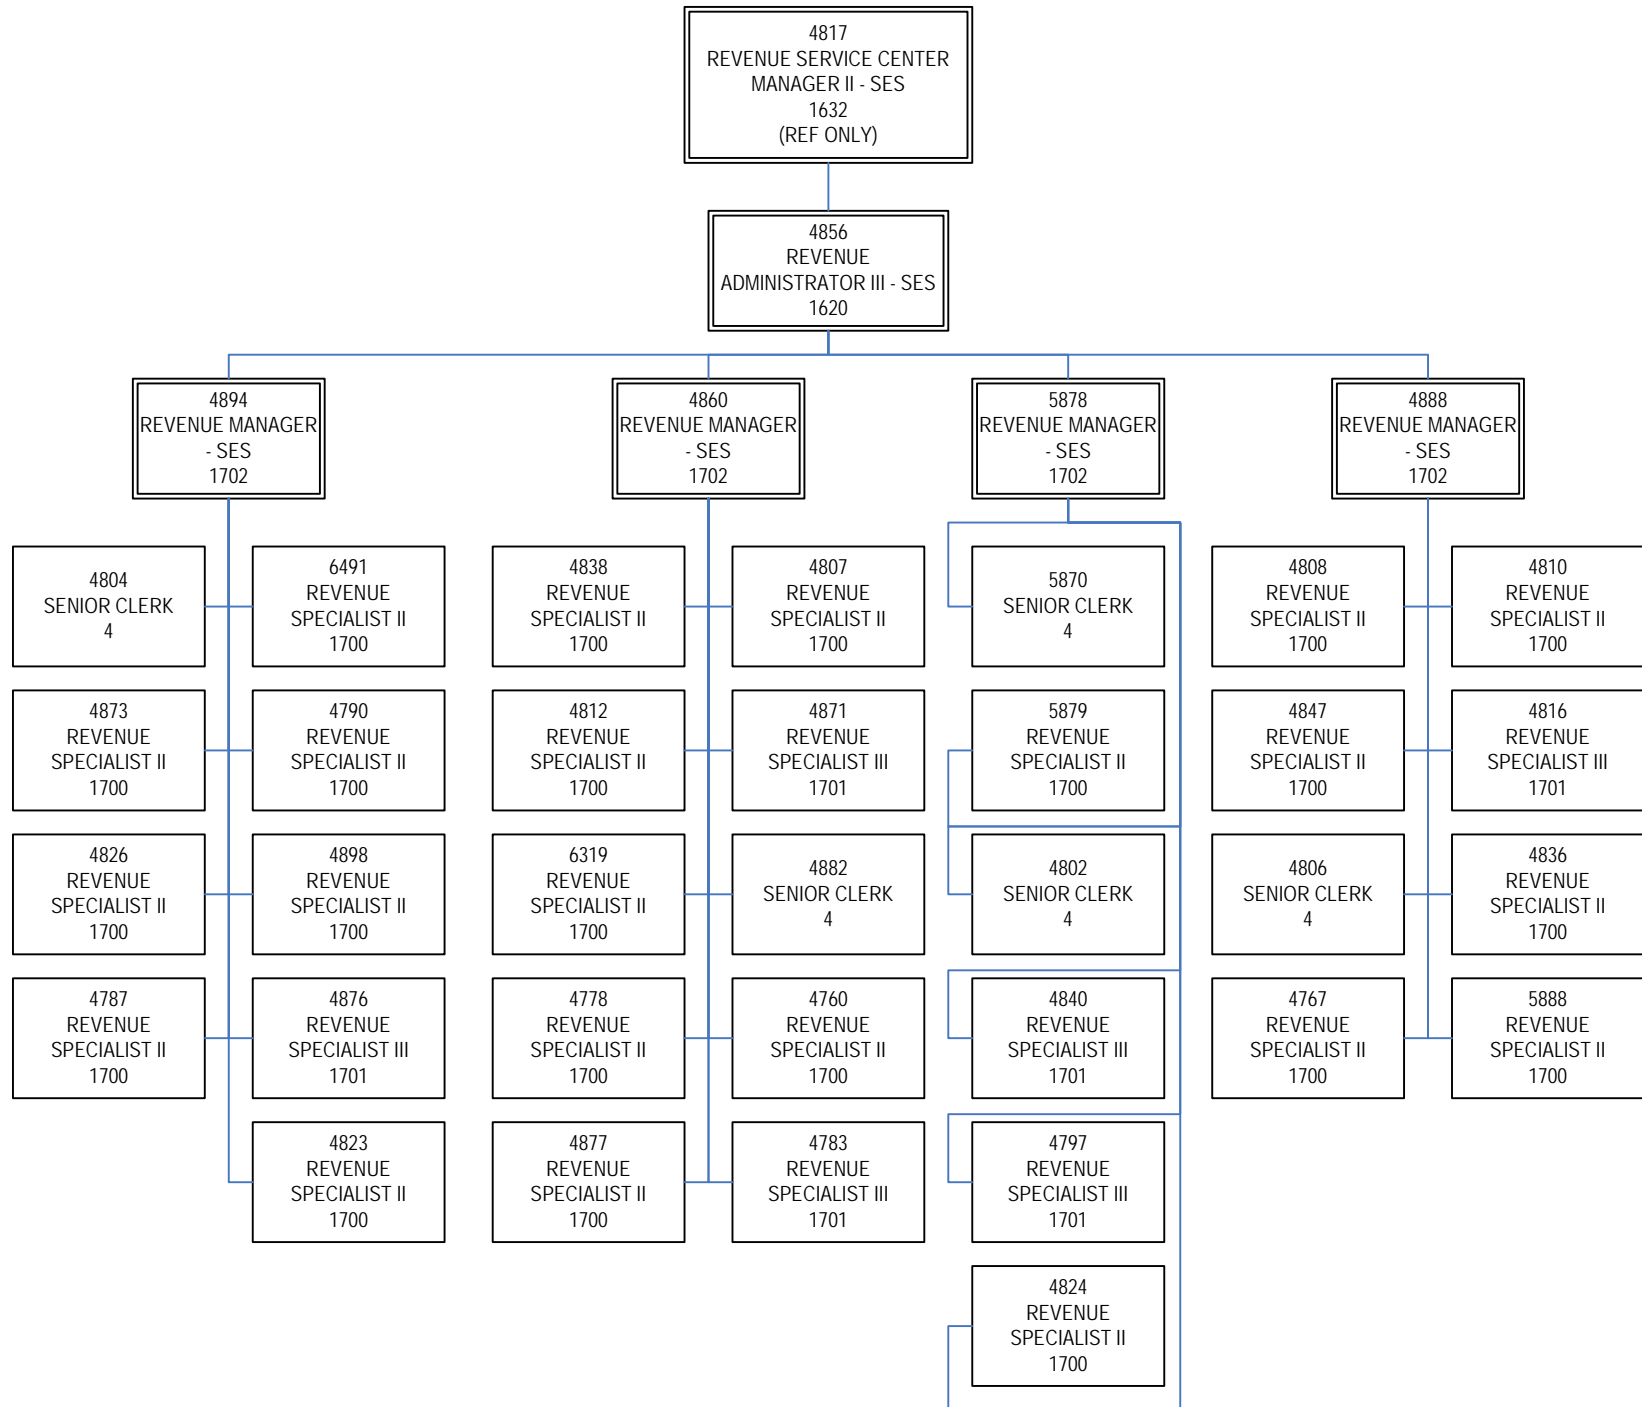 4817
REVENUE SERVICE CENTER
MANAGER II - SES
1632
(REF ONLY)
4856
REVENUE
ADMINISTRATOR III - SES
1620
4894
REVENUE MANAGER
- SES
1702
4860
REVENUE MANAGER
- SES
1702
5878
REVENUE MANAGER
- SES
1702
4888
REVENUE MANAGER
- SES
1702
4804
SENIOR CLERK
4
6491
REVENUE
SPECIALIST II
1700
4838
REVENUE
SPECIALIST II
1700
4807
REVENUE
SPECIALIST II
1700
5870
SENIOR CLERK
4
4808
REVENUE
SPECIALIST II
1700
4810
REVENUE
SPECIALIST II
1700
4873
REVENUE
SPECIALIST II
1700
4790
REVENUE
SPECIALIST II
1700
4812
REVENUE
SPECIALIST II
1700
4871
REVENUE
SPECIALIST III
1701
5879
REVENUE
SPECIALIST II
1700
4847
REVENUE
SPECIALIST II
1700
4816
REVENUE
SPECIALIST III
1701
4826
REVENUE
SPECIALIST II
1700
4898
REVENUE
SPECIALIST II
1700
6319
REVENUE
SPECIALIST II
1700
4882
SENIOR CLERK
4
4802
SENIOR CLERK
4
4806
SENIOR CLERK
4
4836
REVENUE
SPECIALIST II
1700
4787
REVENUE
SPECIALIST II
1700
4876
REVENUE
SPECIALIST III
1701
4778
REVENUE
SPECIALIST II
1700
4760
REVENUE
SPECIALIST II
1700
4840
REVENUE
SPECIALIST III
1701
4767
REVENUE
SPECIALIST II
1700
5888
REVENUE
SPECIALIST II
1700
4823
REVENUE
SPECIALIST II
1700
4877
REVENUE
SPECIALIST II
1700
4783
REVENUE
SPECIALIST III
1701
4797
REVENUE
SPECIALIST III
1701
4824
REVENUE
SPECIALIST II
1700